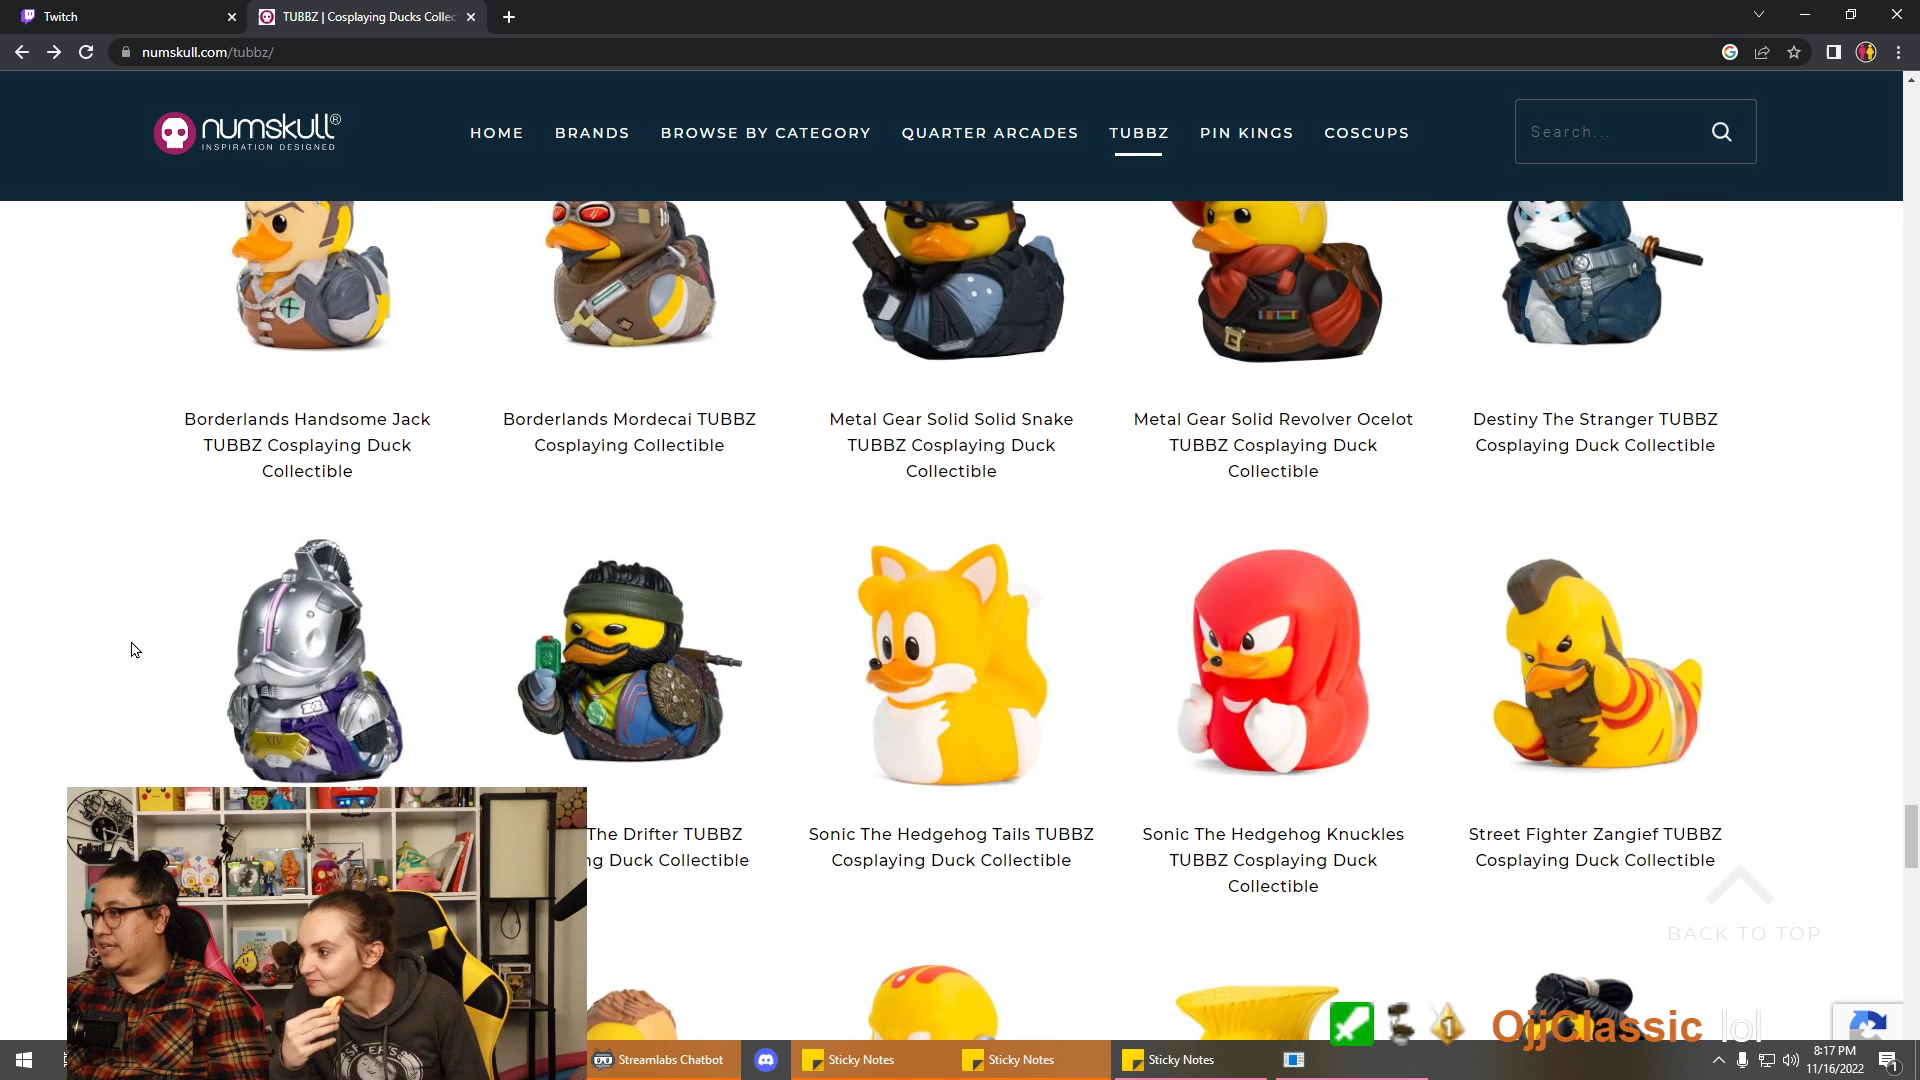 Twitch
TUBBZ | Cosplaying Ducks Collec
numskull.com/tubbz/
numskull®
INSPIRATION DESIGNED
HOME
BRANDS
BROWSE BY CATEGORY
QUARTER ARCADES
TUBBZ
PIN KINGS
COSCUPS
Search...
Borderlands Handsome Jack
TUBBZ Cosplaying Duck
Collectible
Borderlands Mordecai TUBBZ
Cosplaying Collectible
Metal Gear Solid Solid Snake
TUBBZ Cosplaying Duck
Collectible
Metal Gear Solid Revolver Ocelot
TUBBZ Cosplaying Duck
Collectible
Destiny The Stranger TUBBZ
Cosplaying Duck Collectible
XIV
The Drifter TUBBZ
ng Duck Collectible
Sonic The Hedgehog Tails TUBBZ
Cosplaying Duck Collectible
Sonic The Hedgehog Knuckles
TUBBZ Cosplaying Duck
Collectible
Street Fighter Zangief TUBBZ
Cosplaying Duck Collectible
BACK TO TOP
1
OjjClassic lol
Streamlabs Chatbot
Sticky Notes
Sticky Notes
Sticky Notes
8:17 PM
11/16/2022
1